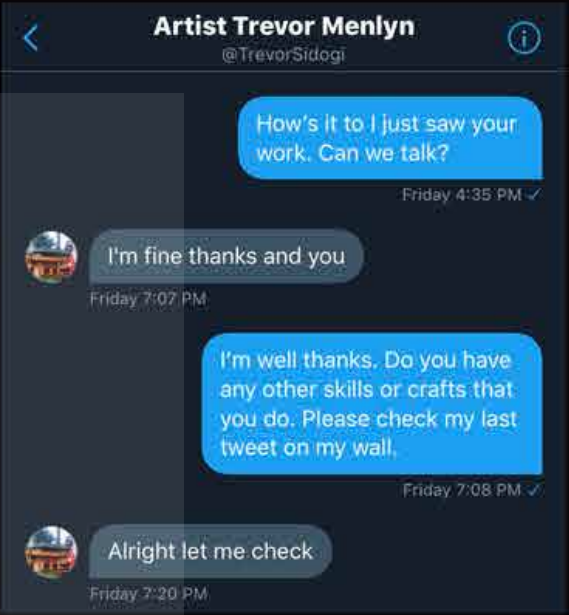 Artist Trevor Menlyn
@TrevorSidogi
How's it to I just saw your
work. Can we talk?
Friday 4:35 PM ✓
I'm fine thanks and you
Friday 7:07 PM
I'm well thanks. Do you have
any other skills or crafts that
you do. Please check my last
tweet on my wall.
Friday 7:08 PM ✓
Alright let me check
Friday 7:20 PM